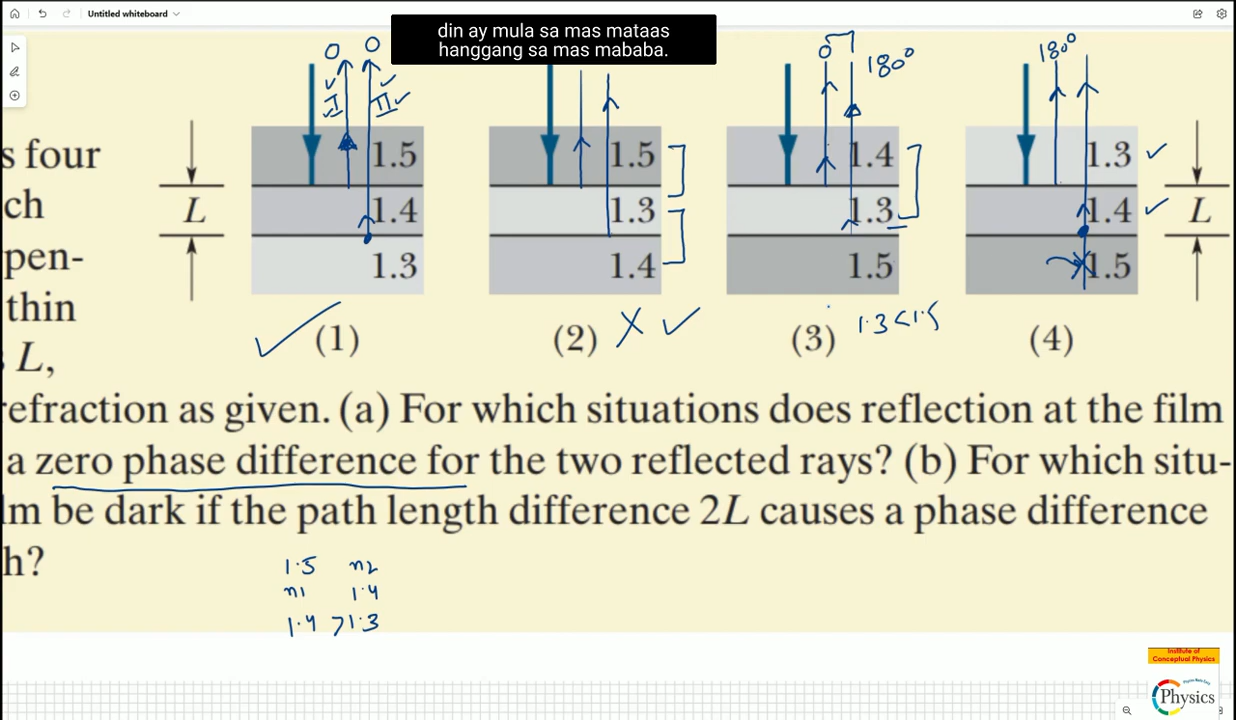 Untitled whiteboard
din ay mula sa mas mataas
hanggang sa mas mababa.
0 0 0 180° 180°
I II
s four
ch
pen-
thin
L,
L 1.5 1.5 1.4 1.3 L
1.4 1.3 1.3 1.4
1.3 1.4 1.5 1.5
(1) (2) (3) 1.3<1.5 (4)
efraction as given. (a) For which situations does reflection at the film
a zero phase difference for the two reflected rays? (b) For which situ-
lm be dark if the path length difference 2L causes a phase difference
h?
1.5 n2
n1 1.4
1.4 >1.3
Institute of
Conceptual Physics
Physics